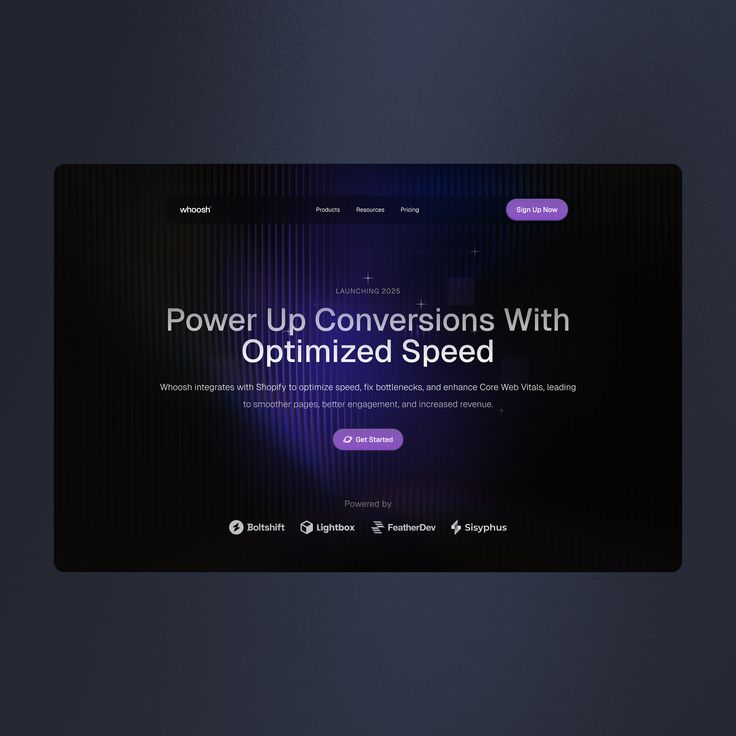 whoosh
Products Resources Pricing
Sign Up Now
LAUNCHING 2025
Power Up Conversions With
Optimized Speed
Whoosh integrates with Shopify to optimize speed, fix bottlenecks, and enhance Core Web Vitals, leading
to smoother pages, better engagement, and increased revenue.
Get Started
Powered by
Boltshift Lightbox FeatherDev Sisyphus